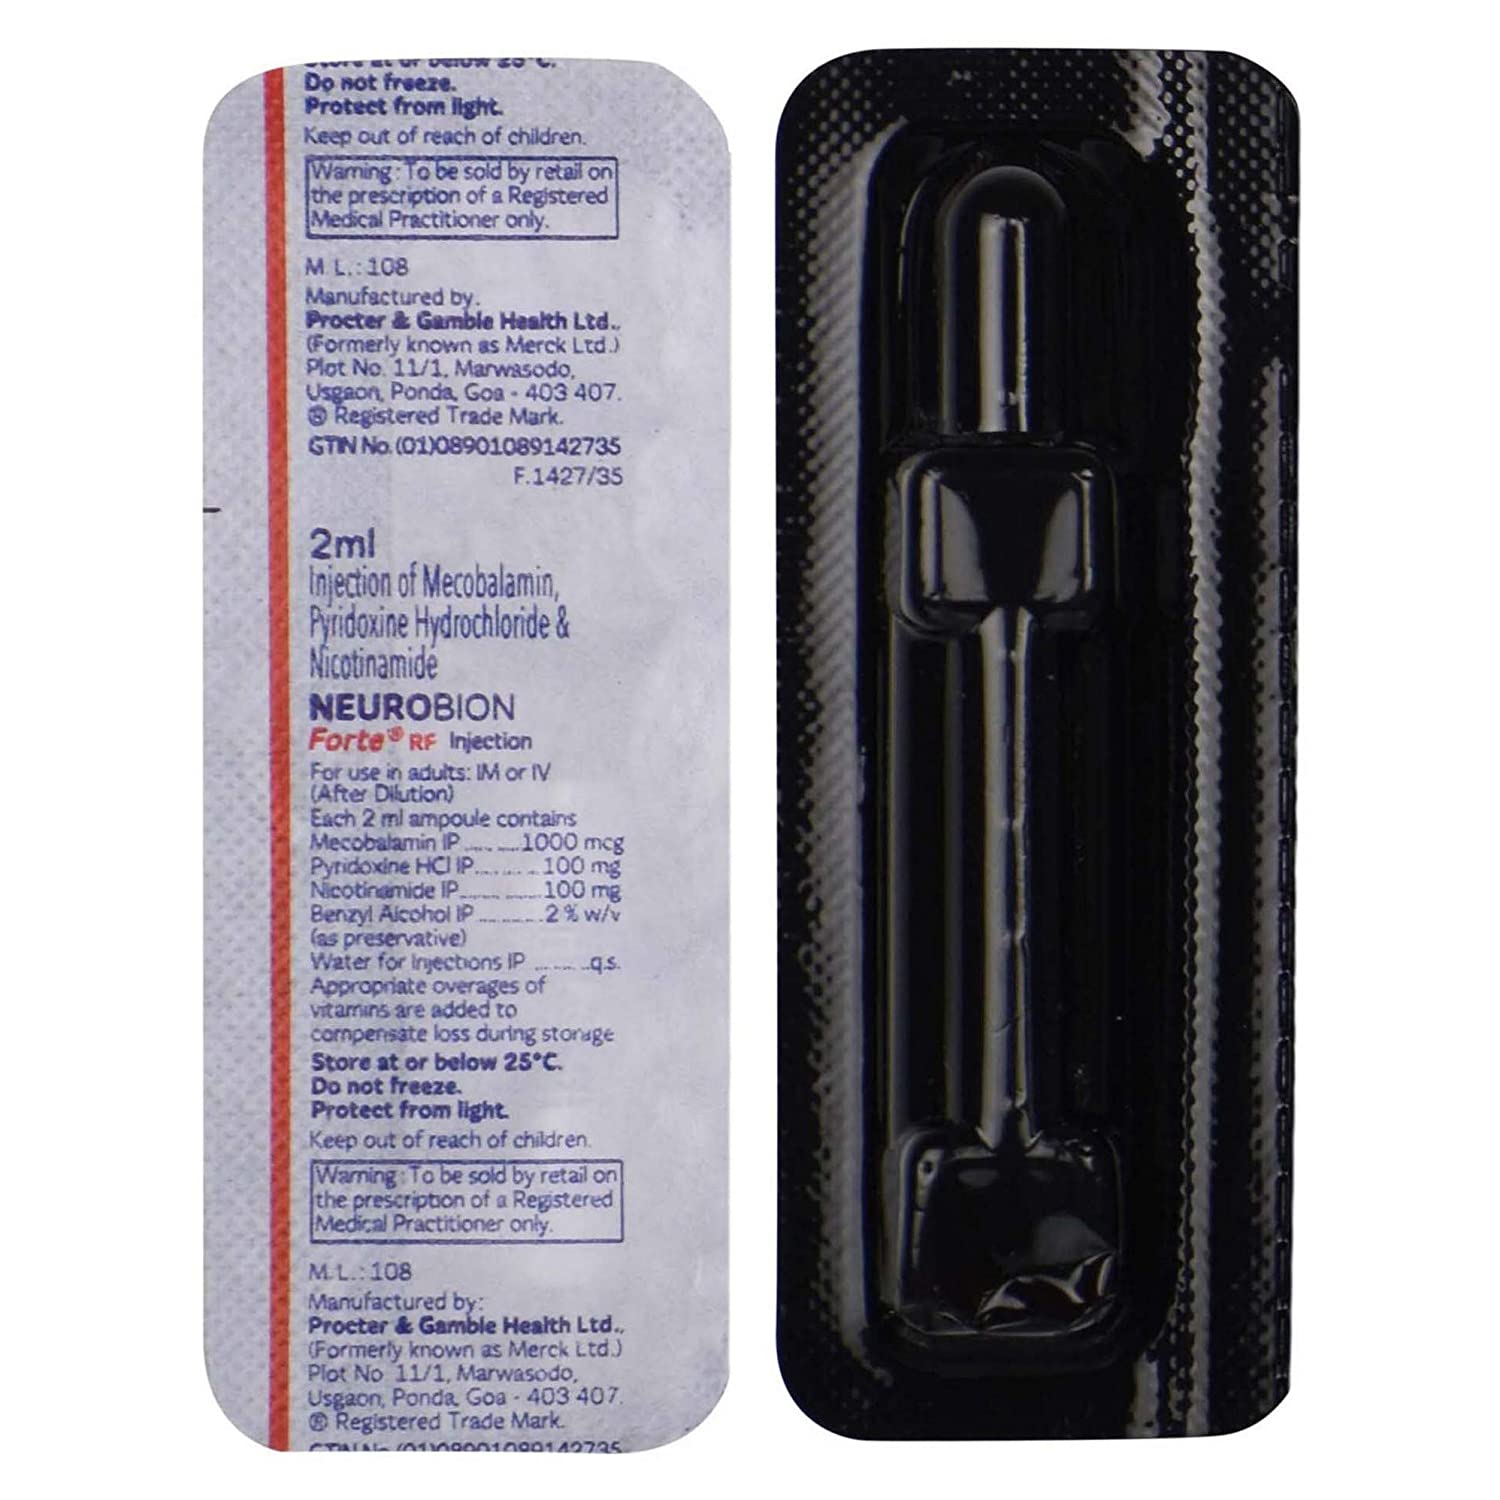 Store at or below 25°C.
Do not freeze.
Protect from light.
Keep out of reach of children.
Warning : To be sold by retail on
the prescription of a Registered
Medical Practitioner only.
M L.: 108
Manufactured by.
Procter & Gamble Health Ltd.,
(Formerly known as Merck Ltd.)
Plot No. 11/1, Marwasodo,
Usgaon, Ponda, Goa - 403 407.
® Registered Trade Mark.
GTIN No. (01)08901089142735
F.1427/35
2ml
Injection of Mecobalamin,
Pyridoxine Hydrochloride &
Nicotinamide
NEUROBION
Forte® RF Injection
For use in adults: IM or IV
(After Dilution)
Each 2 ml ampoule contains
Mecobalamin IP ........ 1000 mcg
Pyridoxine HCl IP.......... 100 mg
Nicotinamide IP............ 100 mg
Benzyl Alcohol IP........... 2 % w/v
(as preservative)
Water for Injections IP ........ q.s.
Appropriate overages of
vitamins are added to
compensate loss during storage
Store at or below 25°C.
Do not freeze.
Protect from light.
Keep out of reach of children.
Warning : To be sold by retail on
the prescription of a Registered
Medical Practitioner only.
M.L.: 108
Manufactured by:
Procter & Gamble Health Ltd.,
(Formerly known as Merck Ltd.)
Plot No 11/1, Marwasodo,
Usgaon, Ponda, Goa - 403 407.
® Registered Trade Mark.
GTIN No. (01)08901089142735